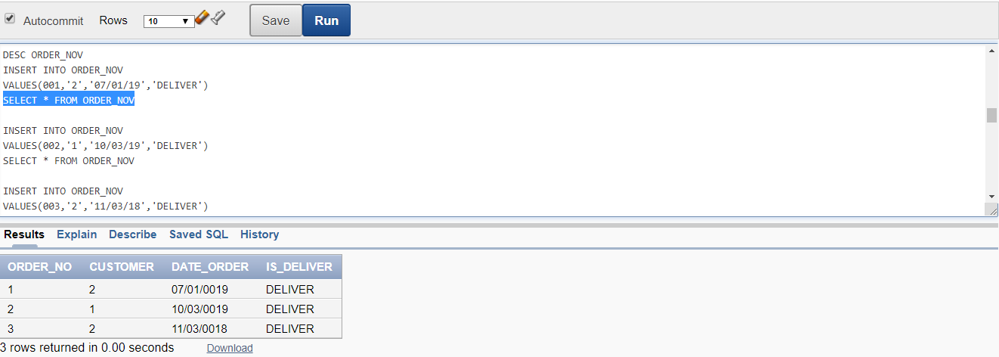 Autocommit Rows 10 Save Run
DESC ORDER_NOV
INSERT INTO ORDER_NOV
VALUES(001,'2','07/01/19','DELIVER')
SELECT * FROM ORDER_NOV
INSERT INTO ORDER_NOV
VALUES(002,'1','10/03/19','DELIVER')
SELECT * FROM ORDER_NOV
INSERT INTO ORDER_NOV
VALUES(003,'2','11/03/18','DELIVER')
Results Explain Describe Saved SQL History
ORDER_NO CUSTOMER DATE_ORDER IS_DELIVER
1 2 07/01/0019 DELIVER
2 1 10/03/0019 DELIVER
3 2 11/03/0018 DELIVER
3 rows returned in 0.00 seconds Download